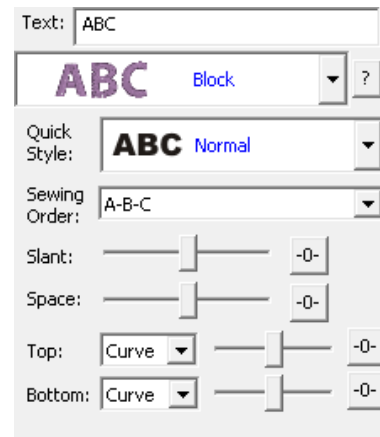 Text: ABC
ABC Block ?
Quick Style: ABC Normal
Sewing Order: A-B-C
Slant: -0-
Space: -0-
Top: Curve -0-
Bottom: Curve -0-